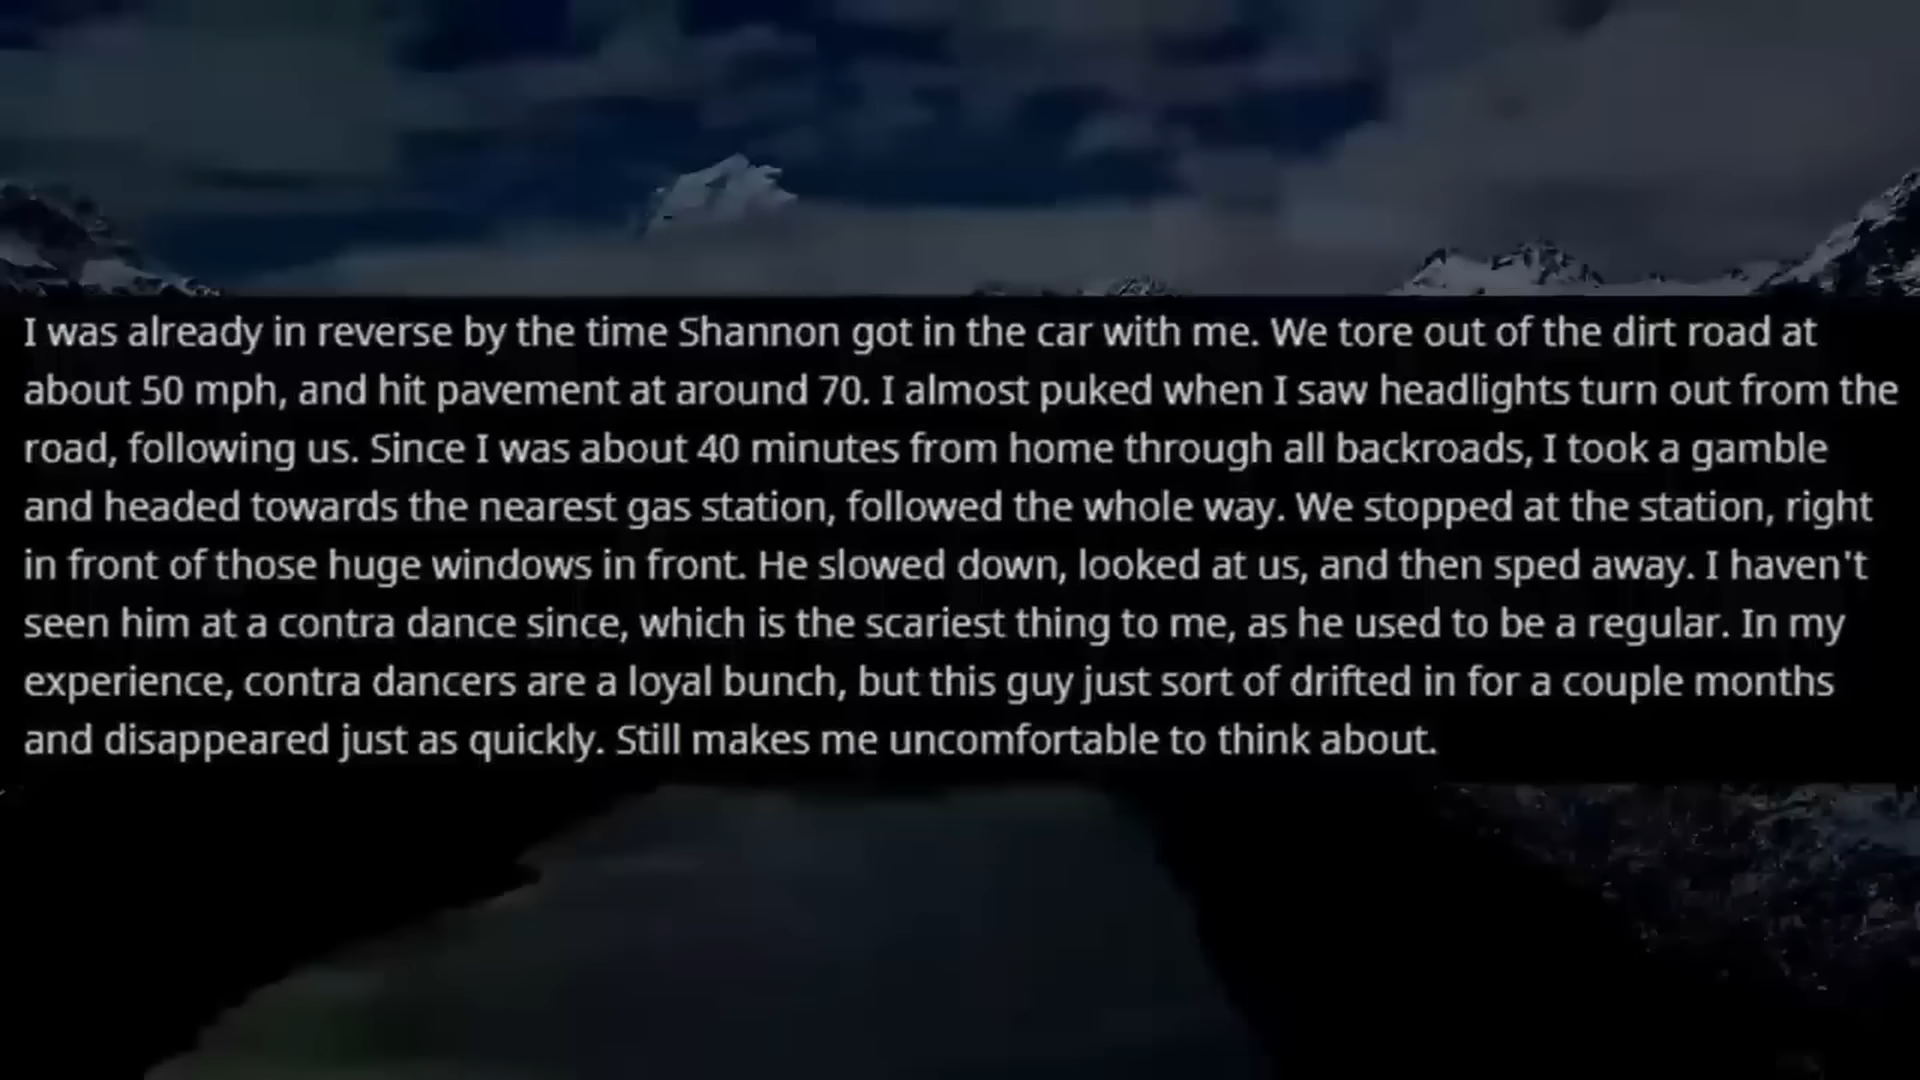 I was already in reverse by the time Shannon got in the car with me. We tore out of the dirt road at
about 50 mph, and hit pavement at around 70. I almost puked when I saw headlights turn out from the
road, following us. Since I was about 40 minutes from home through all backroads, I took a gamble
and headed towards the nearest gas station, followed the whole way. We stopped at the station, right
in front of those huge windows in front. He slowed down, looked at us, and then sped away. I haven't
seen him at a contra dance since, which is the scariest thing to me, as he used to be a regular. In my
experience, contra dancers are a loyal bunch, but this guy just sort of drifted in for a couple months
and disappeared just as quickly. Still makes me uncomfortable to think about.